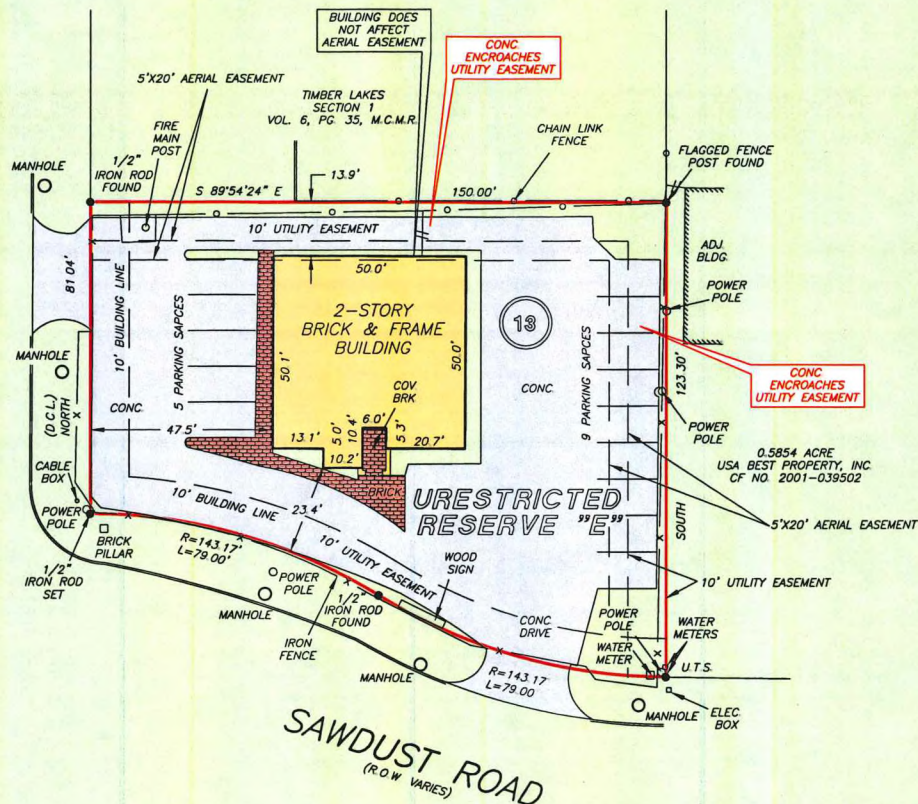 BUILDING DOES
NOT AFFECT
AERIAL EASEMENT
CONC
ENCROACHES
UTILITY EASEMENT
5'X20' AERIAL EASEMENT
TIMBER LAKES
SECTION 1
VOL. 6, PG. 35, M.C.M.R.
FIRE
MAIN
POST
CHAIN LINK
FENCE
MANHOLE
1/2"
IRON ROD
FOUND
FLAGGED FENCE
POST FOUND
S 89°54'24" E
13.9'
150.00'
10' UTILITY EASEMENT
ADJ.
BLDG.
81 04'
10' BUILDING LINE
50.0'
2-STORY
BRICK & FRAME
BUILDING
13
POWER
POLE
5 PARKING SAPCES
50.1'
50.0'
9 PARKING SAPCES
123 30'
CONC
ENCROACHES
UTILITY EASEMENT
MANHOLE
(D C L.)
NORTH
CONC
CONC.
COV.
BRK
47.5'
13.1'
5 0'
10.4'
6.0'
5 3'
20.7'
10.2'
POWER
POLE
0.5854 ACRE
USA BEST PROPERTY, INC.
CF NO 2001-039502
CABLE
BOX
BRICK
10' BUILDING LINE
23.4'
URESTRICTED
RESERVE "E"
5'X20' AERIAL EASEMENT
POWER
POLE
BRICK
PILLAR
1/2"
IRON ROD
SET
R=143.17'
L=79.00'
10' UTILITY EASEMENT
SOUTH
WOOD
SIGN
POWER
POLE
1/2"
IRON ROD
FOUND
MANHOLE
IRON
FENCE
10' UTILITY EASEMENT
CONC
DRIVE
POWER
POLE
WATER
METER
WATER
METERS
U.T.S.
MANHOLE
R=143.17
L=79.00
MANHOLE
ELEC
BOX
SAWDUST ROAD
(R.O.W VARIES)